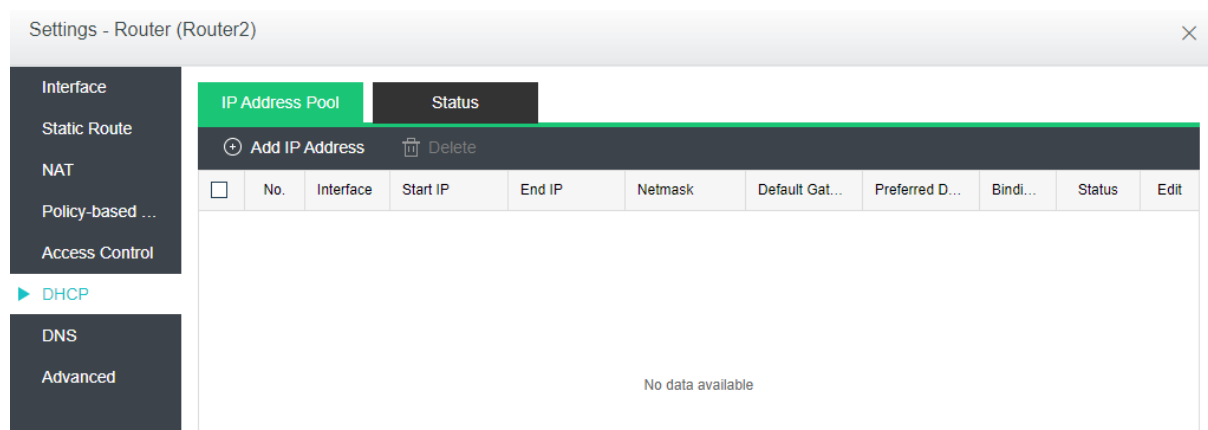 Settings - Router (Router2)
Interface
Static Route
NAT
Policy-based ...
Access Control
DHCP
DNS
Advanced
IP Address Pool Status
Add IP Address Delete
No. Interface Start IP End IP Netmask Default Gat... Preferred D... Bindi... Status Edit
No data available